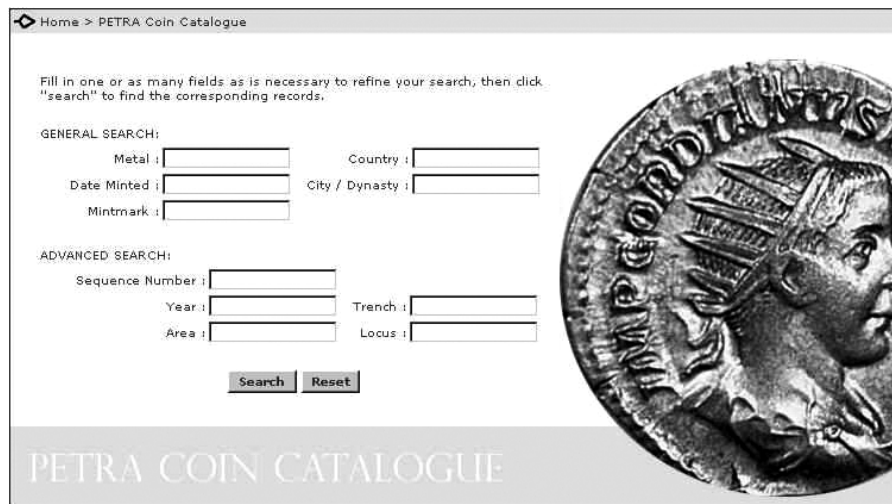 Home > PETRA Coin Catalogue
Fill in one or as many fields as is necessary to refine your search, then click
"search" to find the corresponding records.
GENERAL SEARCH:
Metal : Country :
Date Minted : City / Dynasty :
Mintmark :
ADVANCED SEARCH:
Sequence Number :
Year : Trench :
Area : Locus :
Search Reset
PETRA COIN CATALOGUE
IMP GORDIANVS